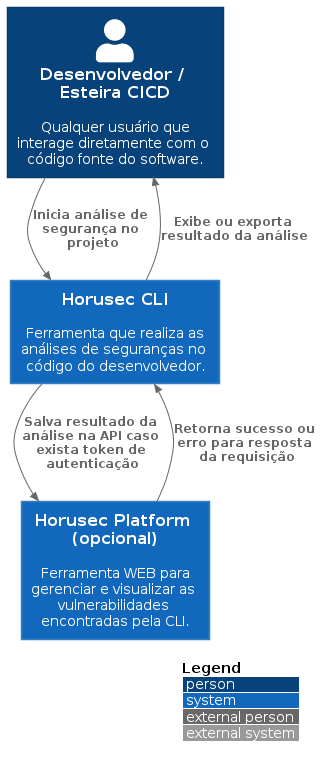 Desenvolvedor /
Esteira CICD
Qualquer usuário que
interage diretamente com o
código fonte do software.
Inicia análise de
segurança no
projeto
Exibe ou exporta
resultado da análise
Horusec CLI
Ferramenta que realiza as
análises de seguranças no
código do desenvolvedor.
Salva resultado da
análise na API caso
exista token de
autenticação
Retorna sucesso ou
erro para resposta
da requisição
Horusec Platform
(opcional)
Ferramenta WEB para
gerenciar e visualizar as
vulnerabilidades
encontradas pela CLI.
Legend
person
system
external person
external system